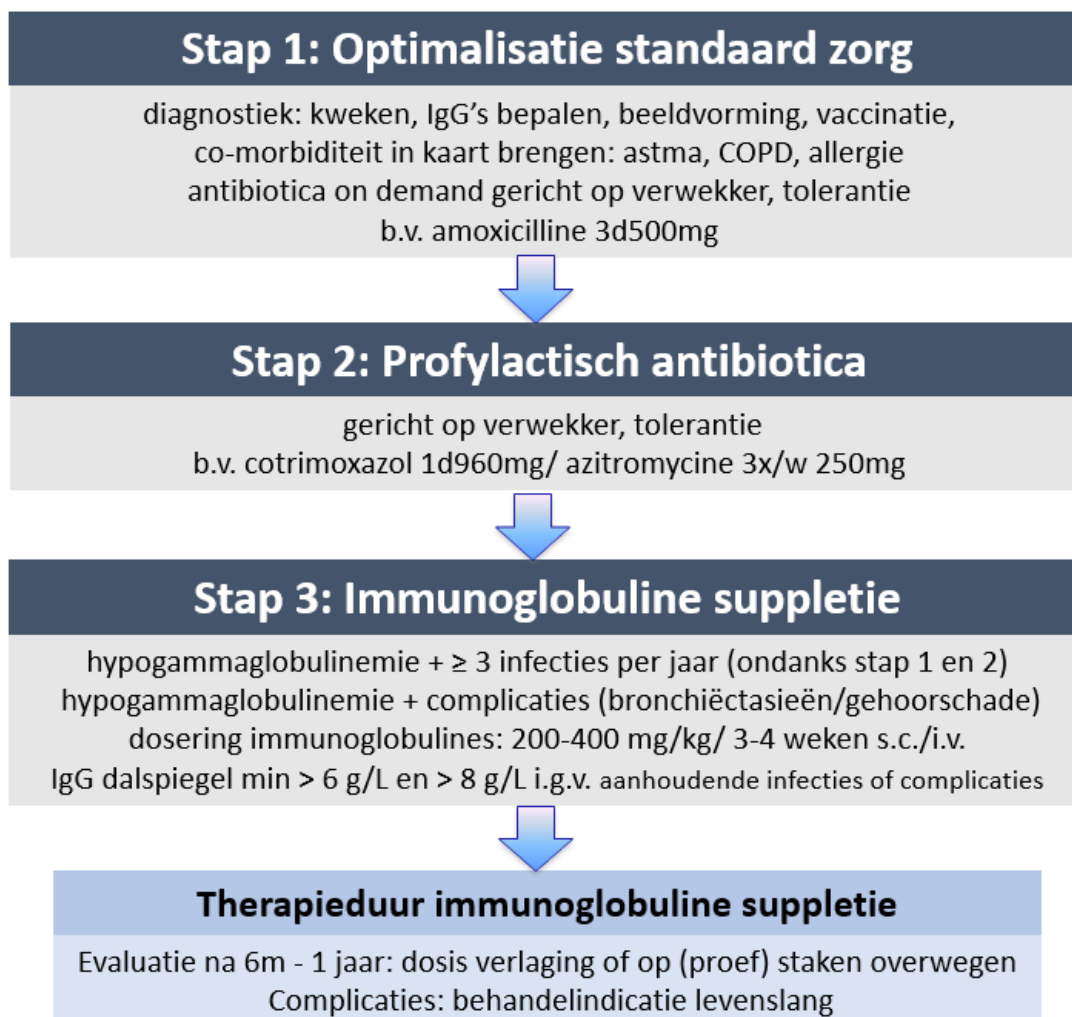 Stap 1: Optimalisatie standaard zorg
diagnostiek: kweken, IgG's bepalen, beeldvorming, vaccinatie,
co-morbiditeit in kaart brengen: astma, COPD, allergie
antibiotica on demand gericht op verwekker, tolerantie
b.v. amoxicilline 3d500mg
Stap 2: Profylactisch antibiotica
gericht op verwekker, tolerantie
b.v. cotrimoxazol 1d960mg/ azitromycine 3x/w 250mg
Stap 3: Immunoglobuline suppletie
hypogammaglobulinemie + ≥ 3 infecties per jaar (ondanks stap 1 en 2)
hypogammaglobulinemie + complicaties (bronchiëctasieën/gehoorschade)
dosering immunoglobulines: 200-400 mg/kg/ 3-4 weken s.c./i.v.
IgG dalspiegel min > 6 g/L en > 8 g/L i.g.v. aanhoudende infecties of complicaties
Therapieduur immunoglobuline suppletie
Evaluatie na 6m - 1 jaar: dosis verlaging of op (proef) staken overwegen
Complicaties: behandelindicatie levenslang